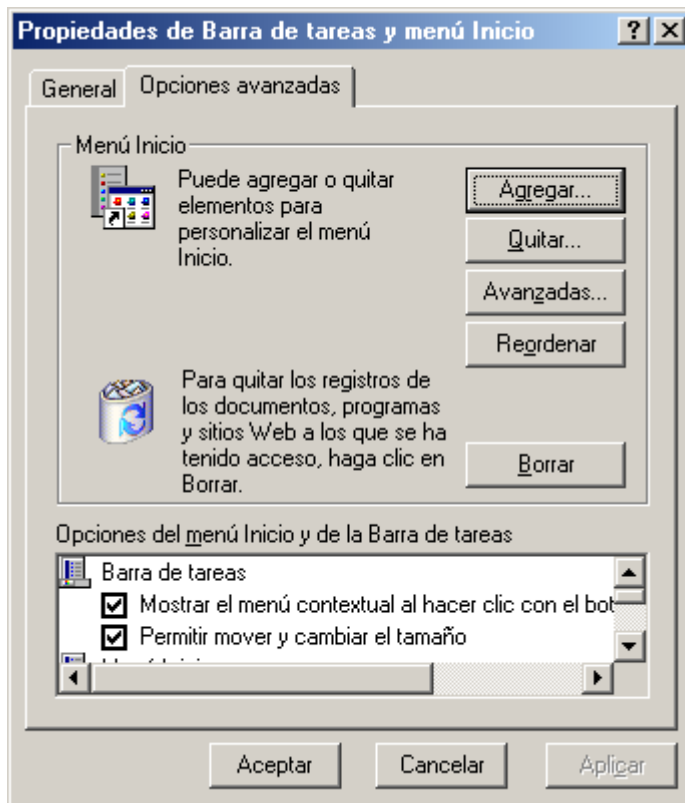 Propiedades de Barra de tareas y menú Inicio
General
Opciones avanzadas
Menú Inicio
Puede agregar o quitar
elementos para
personalizar el menú
Inicio.
Agregar...
Quitar...
Avanzadas...
Reordenar
Para quitar los registros de
los documentos, programas
y sitios Web a los que se ha
tenido acceso, haga clic en
Borrar.
Borrar
Opciones del menú Inicio y de la Barra de tareas
Barra de tareas
Mostrar el menú contextual al hacer clic con el bot
Permitir mover y cambiar el tamaño
Aceptar
Cancelar
Aplicar